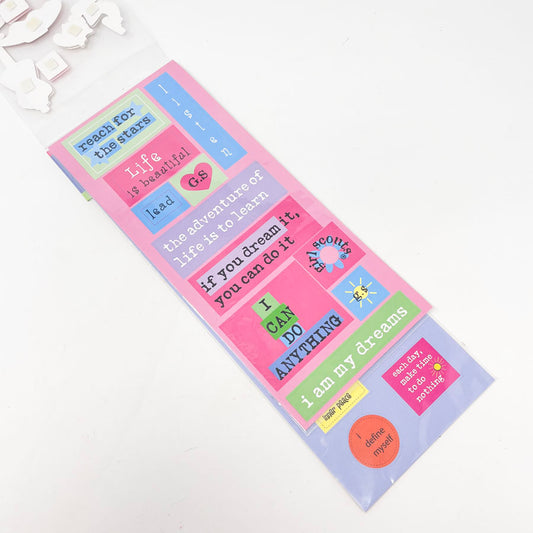 reach for
the stars
listen
Life
is beautiful
lead
G.S
the adventure of
life is to learn
if you dream it,
you can do it
girl scouts
gs
I
CAN
DO
ANYTHING
i am my dreams
each day,
make time
to do
nothing
inner peace
i
define
myself